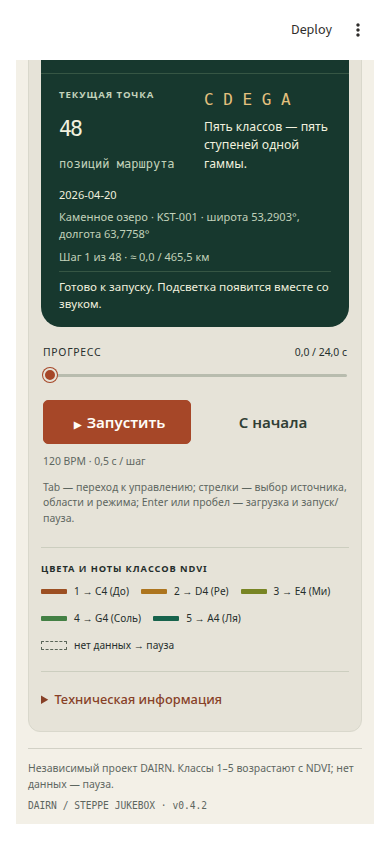 Deploy
ТЕКУЩАЯ ТОЧКА
48
позиций маршрута
C D E G A
Пять классов — пять
ступеней одной
гаммы.
2026-04-20
Каменное озеро · KST-001 · широта 53,2903°,
долгота 63,7758°
Шаг 1 из 48 · ≈ 0,0 / 465,5 км
Готово к запуску. Подсветка появится вместе со
звуком.
ПРОГРЕСС
0,0 / 24,0 с
▶ Запустить
С начала
120 BPM · 0,5 с / шаг
Tab — переход к управлению; стрелки — выбор источника,
области и режима; Enter или пробел — загрузка и запуск/
пауза.
ЦВЕТА И НОТЫ КЛАССОВ NDVI
1 → C4 (До)
2 → D4 (Ре)
3 → E4 (Ми)
4 → G4 (Соль)
5 → A4 (Ля)
нет данных → пауза
▶ Техническая информация
Независимый проект DAIRN. Классы 1–5 возрастают с NDVI; нет
данных — пауза.
DAIRN / STEPPE JUKEBOX · v0.4.2